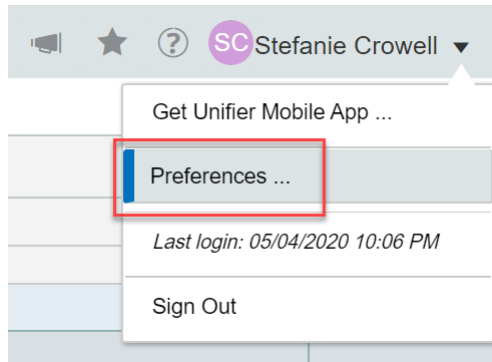 SC Stefanie Crowell
Get Unifier Mobile App ...
Preferences ...
Last login: 05/04/2020 10:06 PM
Sign Out